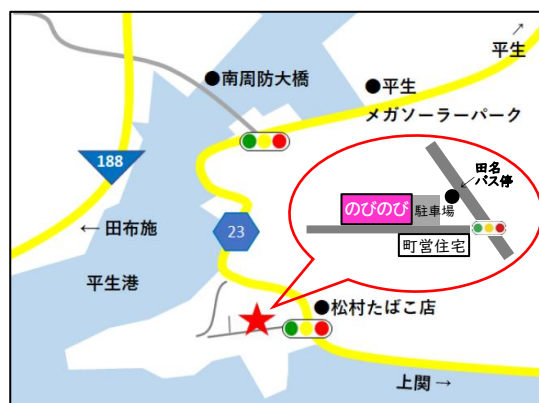 ↑
平生
●南周防大橋
●平生
メガソーラーパーク
188
田名
バス停
のびのび
駐車場
町営住宅
← 田布施
23
平生港
●松村たばこ店
上関→